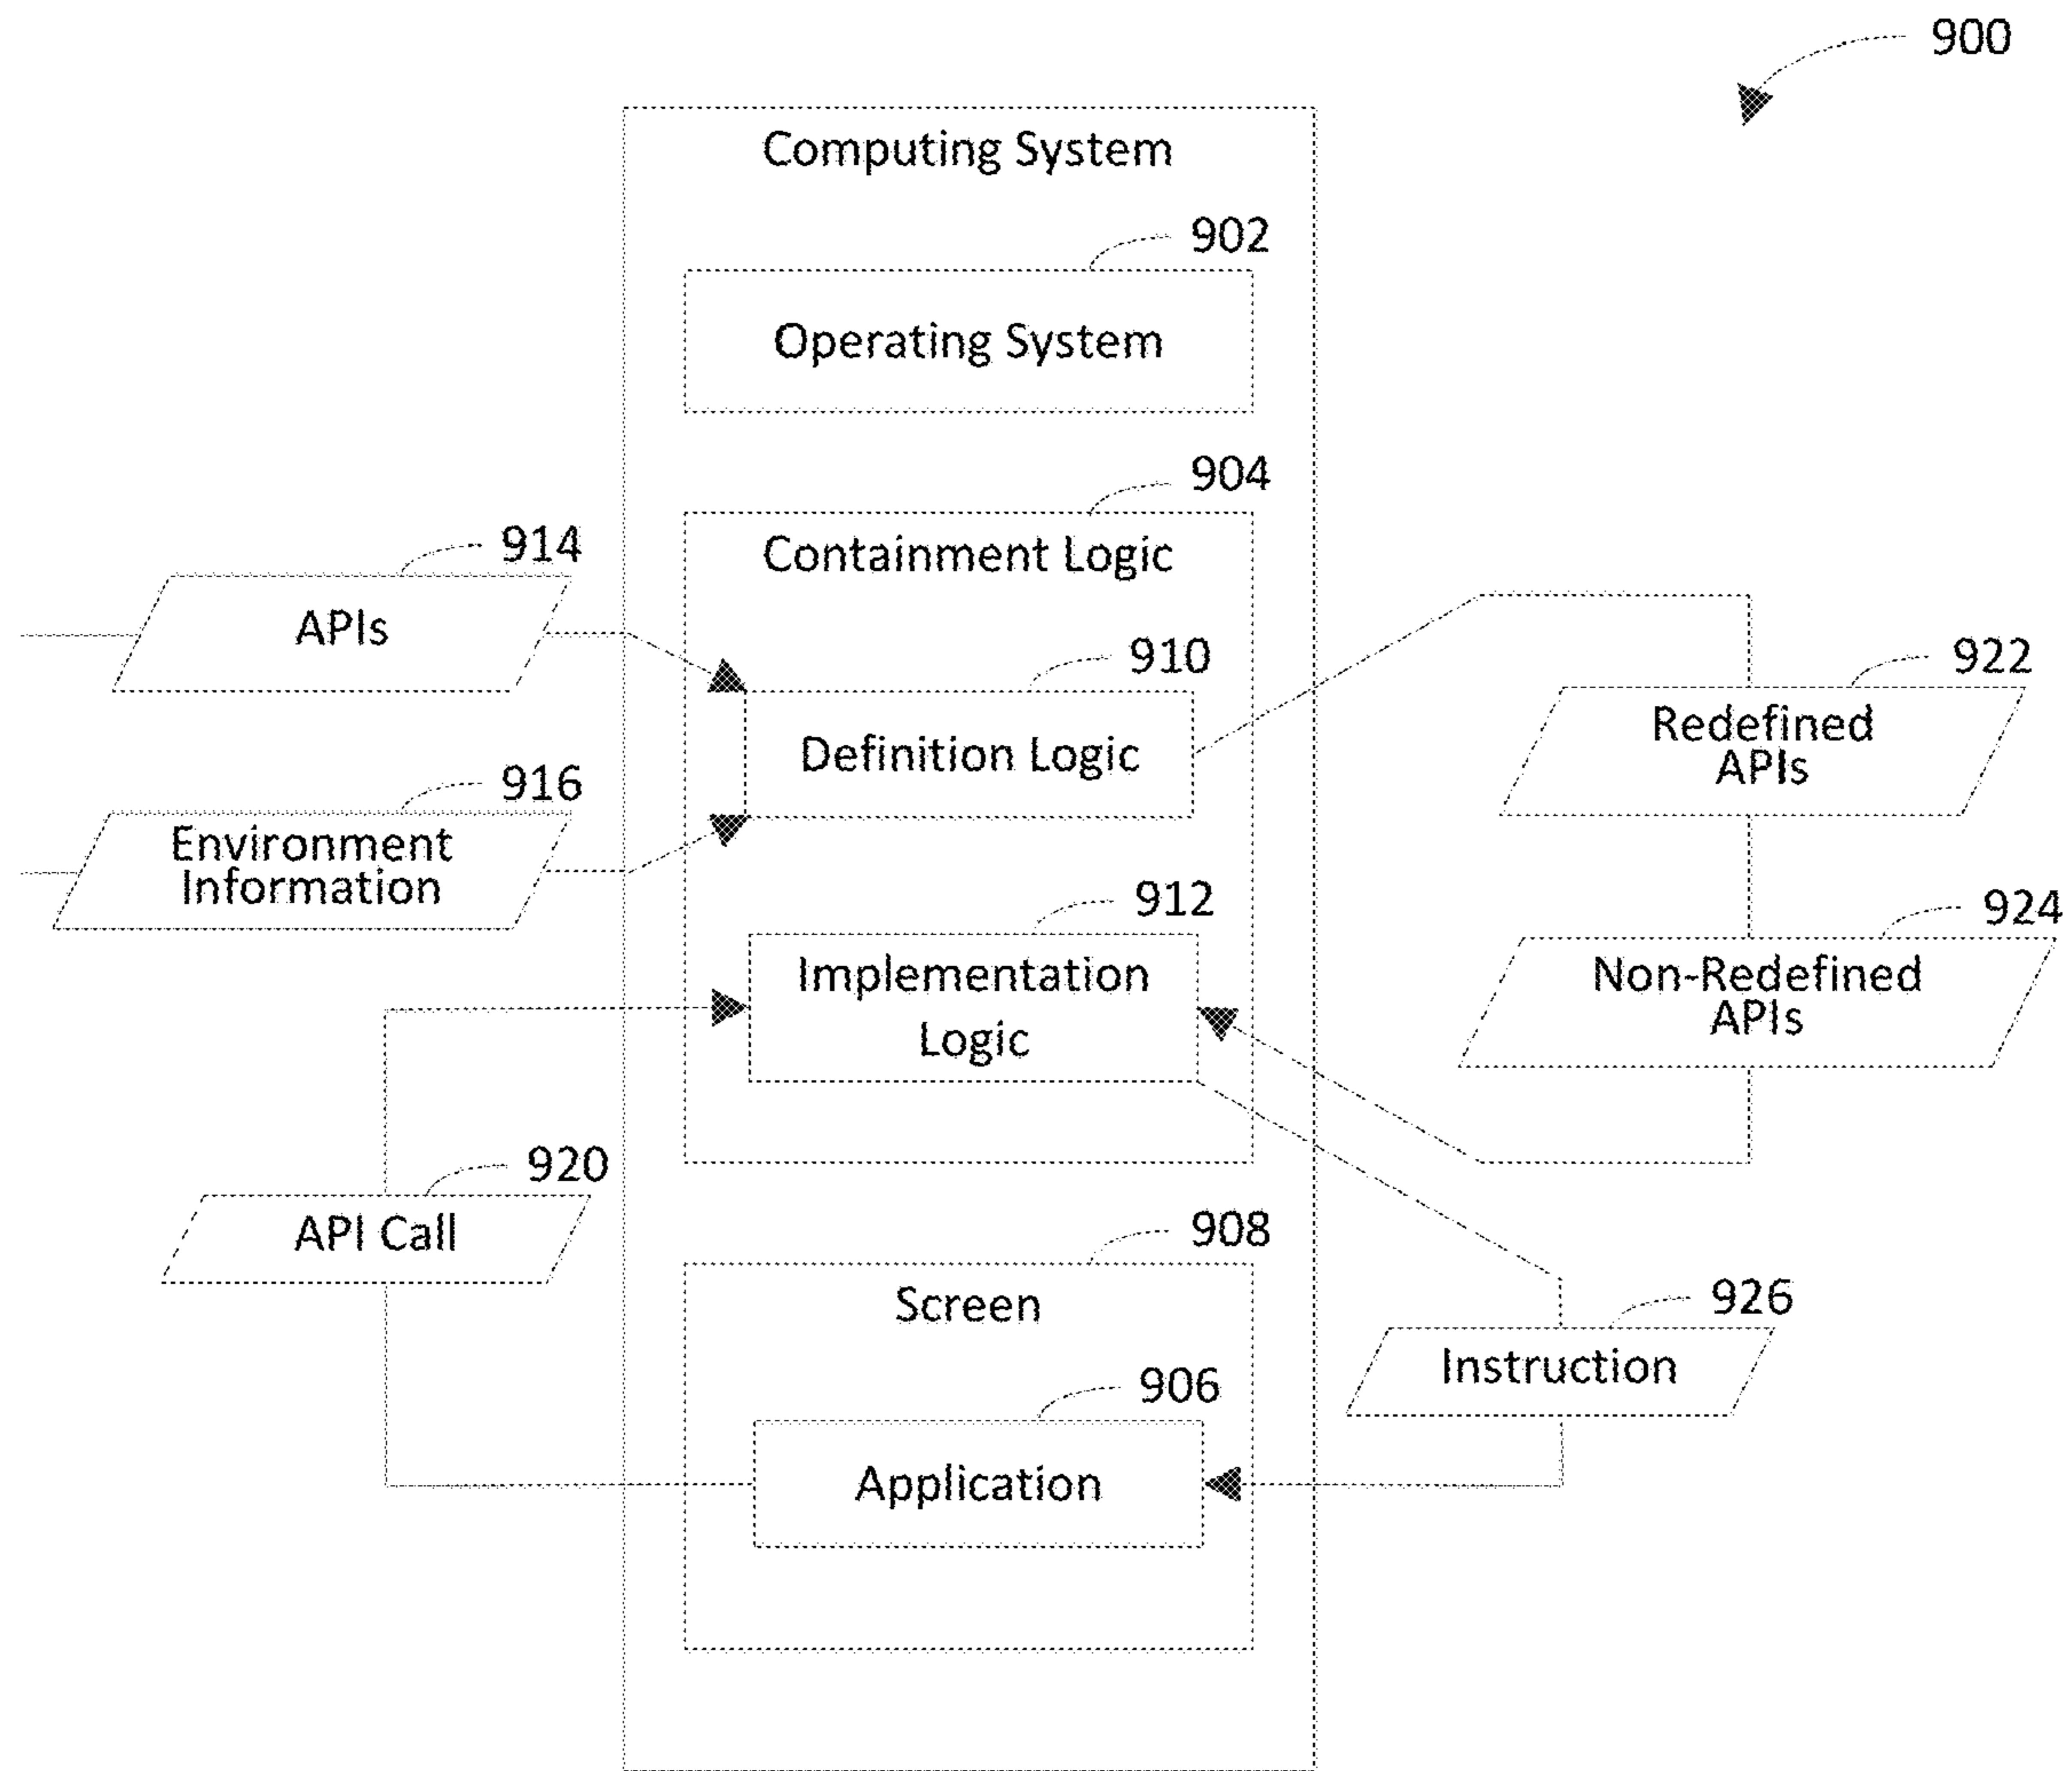 900
Computing System
902
Operating System
904
Containment Logic
914
APIs
910
Definition Logic
922
Redefined
APIs
916
Environment
Information
912
Implementation
Logic
924
Non-Redefined
APIs
920
API Call
908
Screen
926
Instruction
906
Application